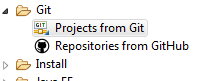 Git
Projects from Git
Repositories from GitHub
Install